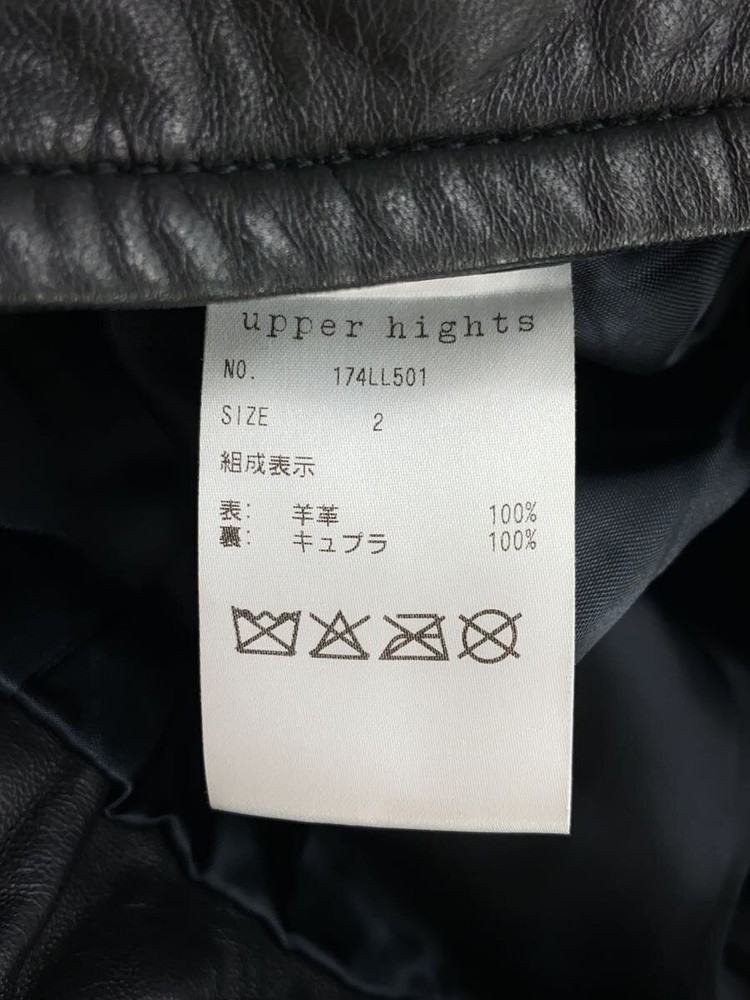 upper hights
NO. 174LL501
SIZE 2
組成表示
表: 羊革 100%
裏: キュプラ 100%